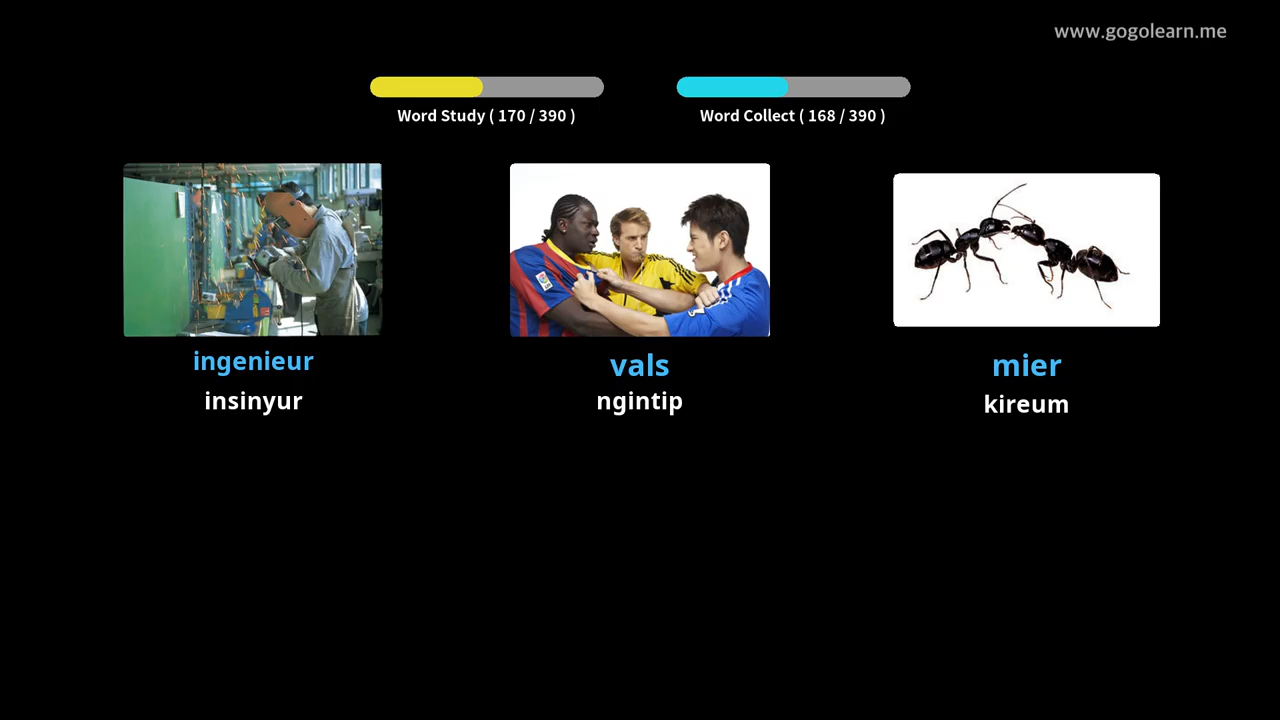 www.gogolearn.me
Word Study ( 170 / 390 )
Word Collect ( 168 / 390 )
ingenieur
insinyur
vals
ngintip
mier
kireum